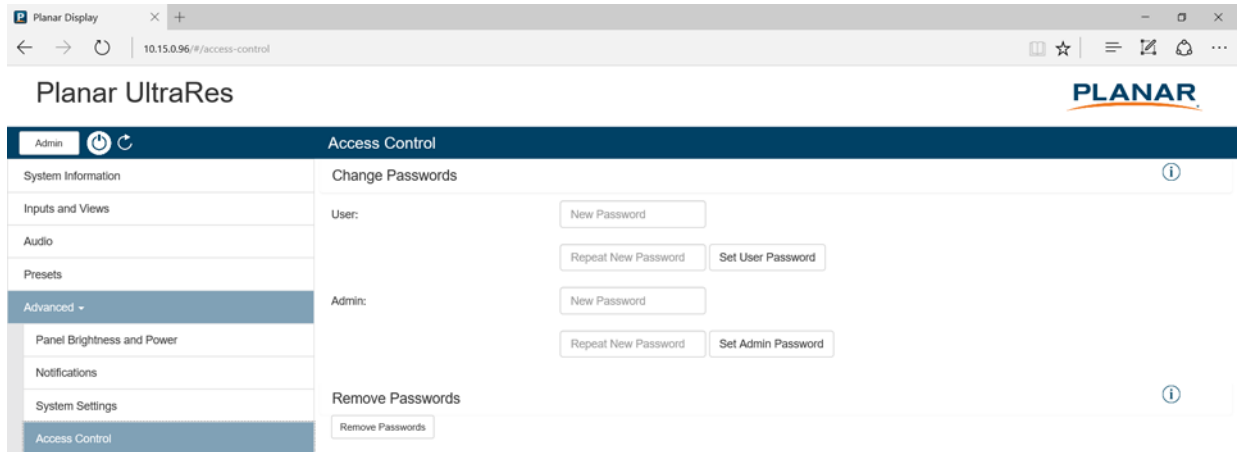 Planar Display
10.15.0.96/#/access-control
Planar UltraRes
PLANAR
Admin
Access Control
System Information
Inputs and Views
Audio
Presets
Advanced
Panel Brightness and Power
Notifications
System Settings
Access Control
Change Passwords
User:
New Password
Repeat New Password
Set User Password
Admin:
New Password
Repeat New Password
Set Admin Password
Remove Passwords
Remove Passwords